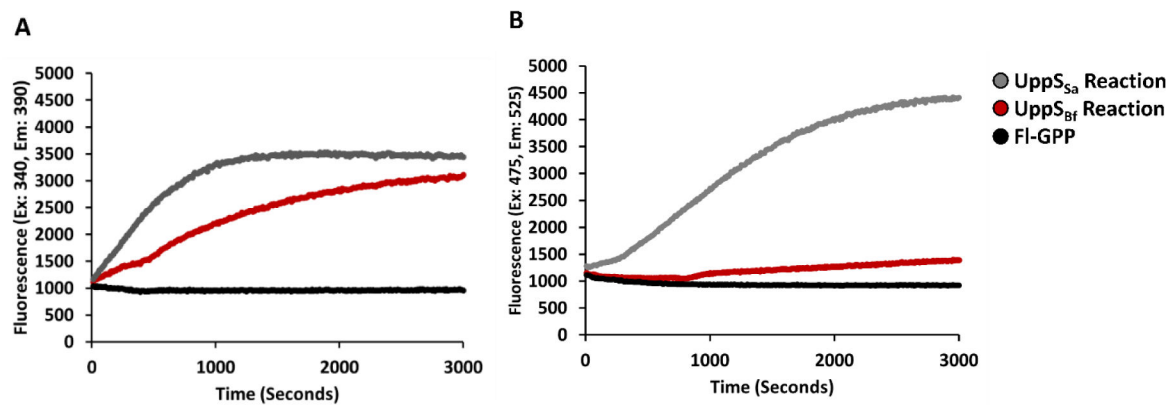 A
Fluorescence (Ex: 340, Em: 390)
5000
4500
4000
3500
3000
2500
2000
1500
1000
500
0
0 1000 2000 3000
Time (Seconds)
B
Fluorescence (Ex: 475, Em: 525)
5000
4500
4000
3500
3000
2500
2000
1500
1000
500
0
0 1000 2000 3000
Time (Seconds)
UppSSa Reaction
UppSBf Reaction
Fl-GPP